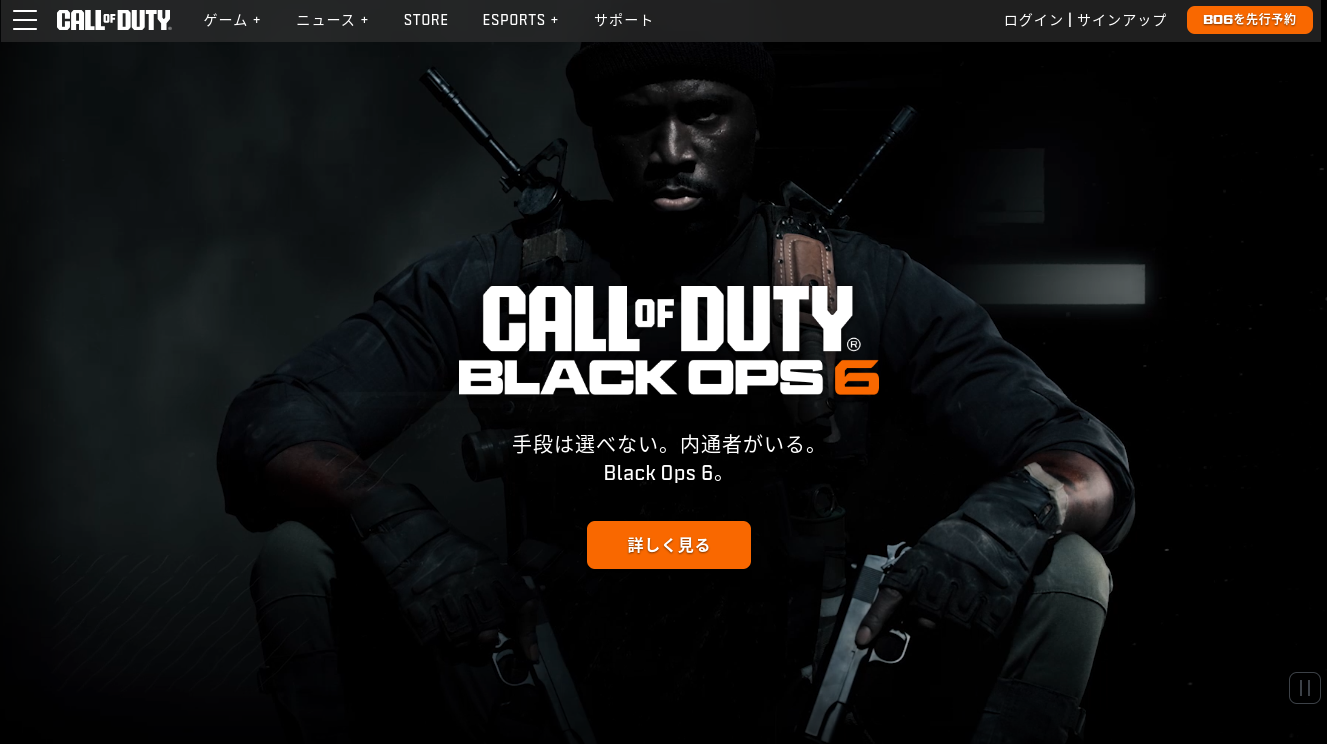 CALL OF DUTY
ゲーム +
ニュース +
STORE
ESPORTS +
サポート
ログイン | サインアップ
BO6を先行予約
CALL OF DUTY®
BLACK OPS 6
手段は選べない。内通者がいる。
Black Ops 6。
詳しく見る